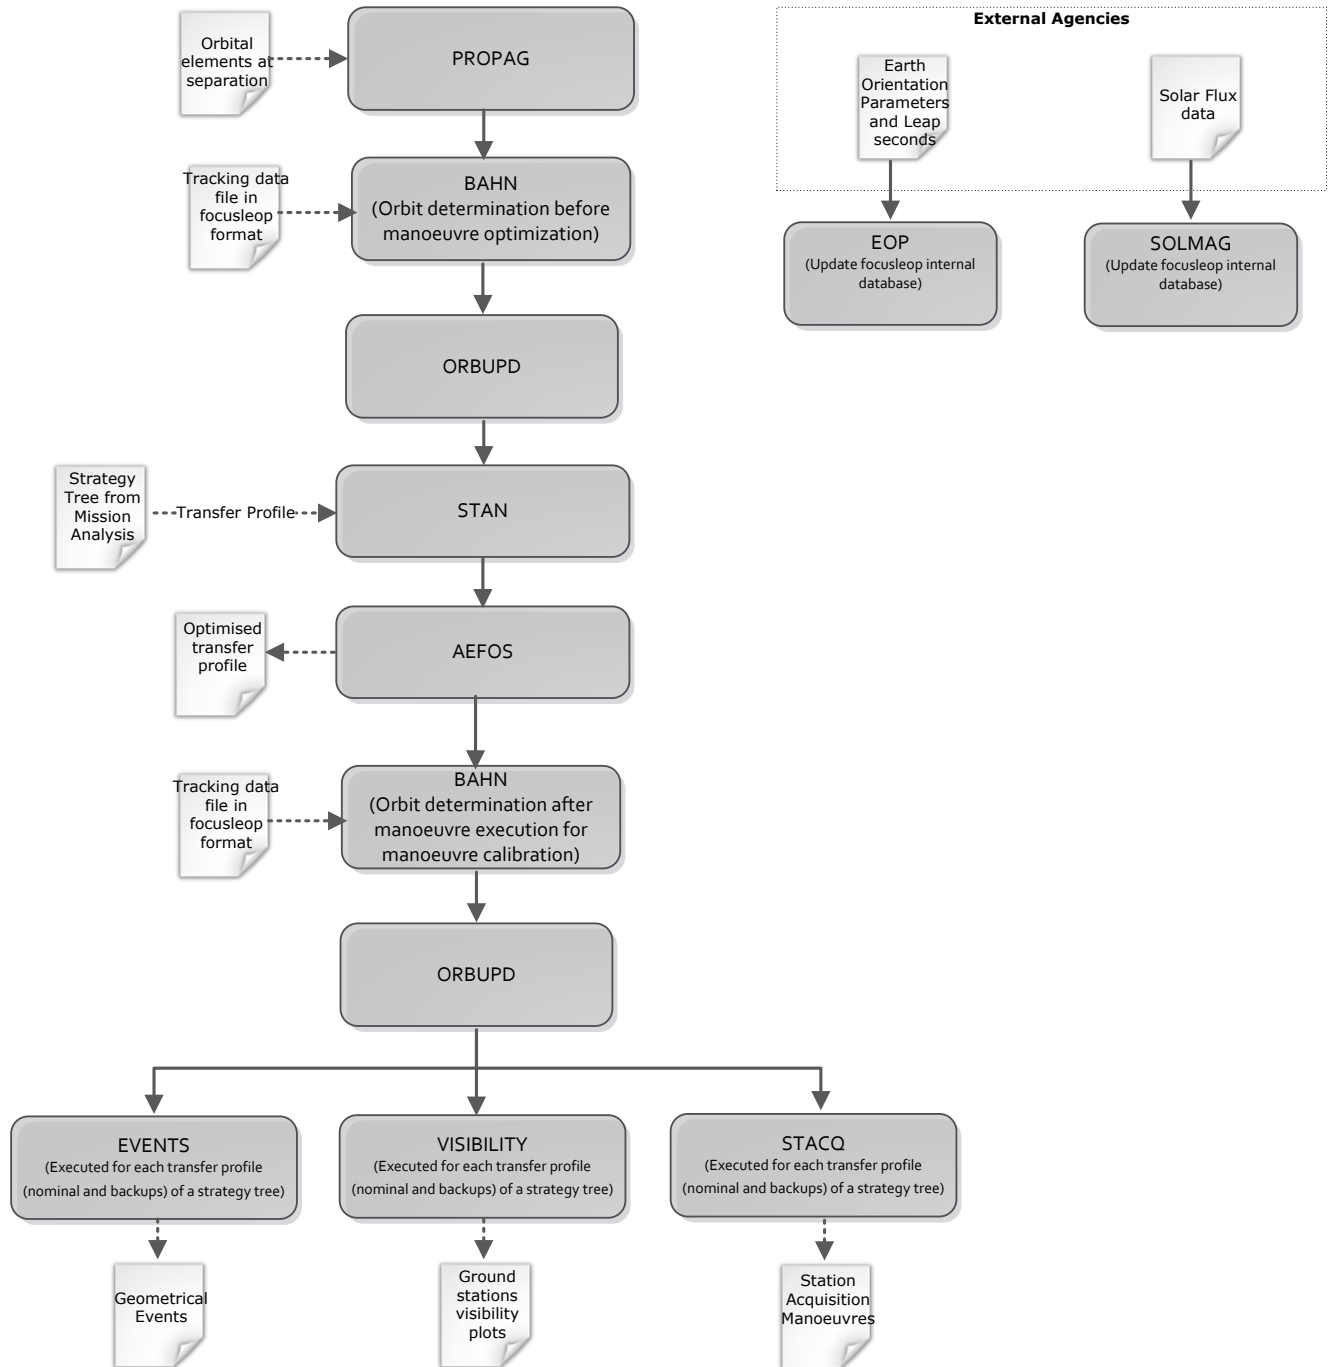 External Agencies
Orbital
elements at
separation
PROPAG
Earth
Orientation
Parameters
and Leap
seconds
Solar Flux
data
Tracking data
file in
focusleop
format
BAHN
(Orbit determination before
manoeuvre optimization)
EOP
(Update focusleop internal
database)
SOLMAG
(Update focusleop internal
database)
ORBUPD
Strategy
Tree from
Mission
Analysis
Transfer Profile
STAN
Optimised
transfer
profile
AEFOS
Tracking data
file in
focusleop
format
BAHN
(Orbit determination after
manoeuvre execution for
manoeuvre calibration)
ORBUPD
EVENTS
(Executed for each transfer profile
(nominal and backups) of a strategy tree)
VISIBILITY
(Executed for each transfer profile
(nominal and backups) of a strategy tree)
STACQ
(Executed for each transfer profile
(nominal and backups) of a strategy tree)
Geometrical
Events
Ground
stations
visibility
plots
Station
Acquisition
Manoeuvres